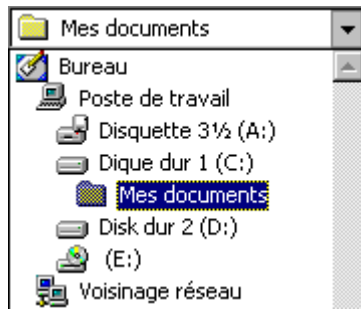 Mes documents
Bureau
Poste de travail
Disquette 3½ (A:)
Dique dur 1 (C:)
Mes documents
Disk dur 2 (D:)
(E:)
Voisinage réseau